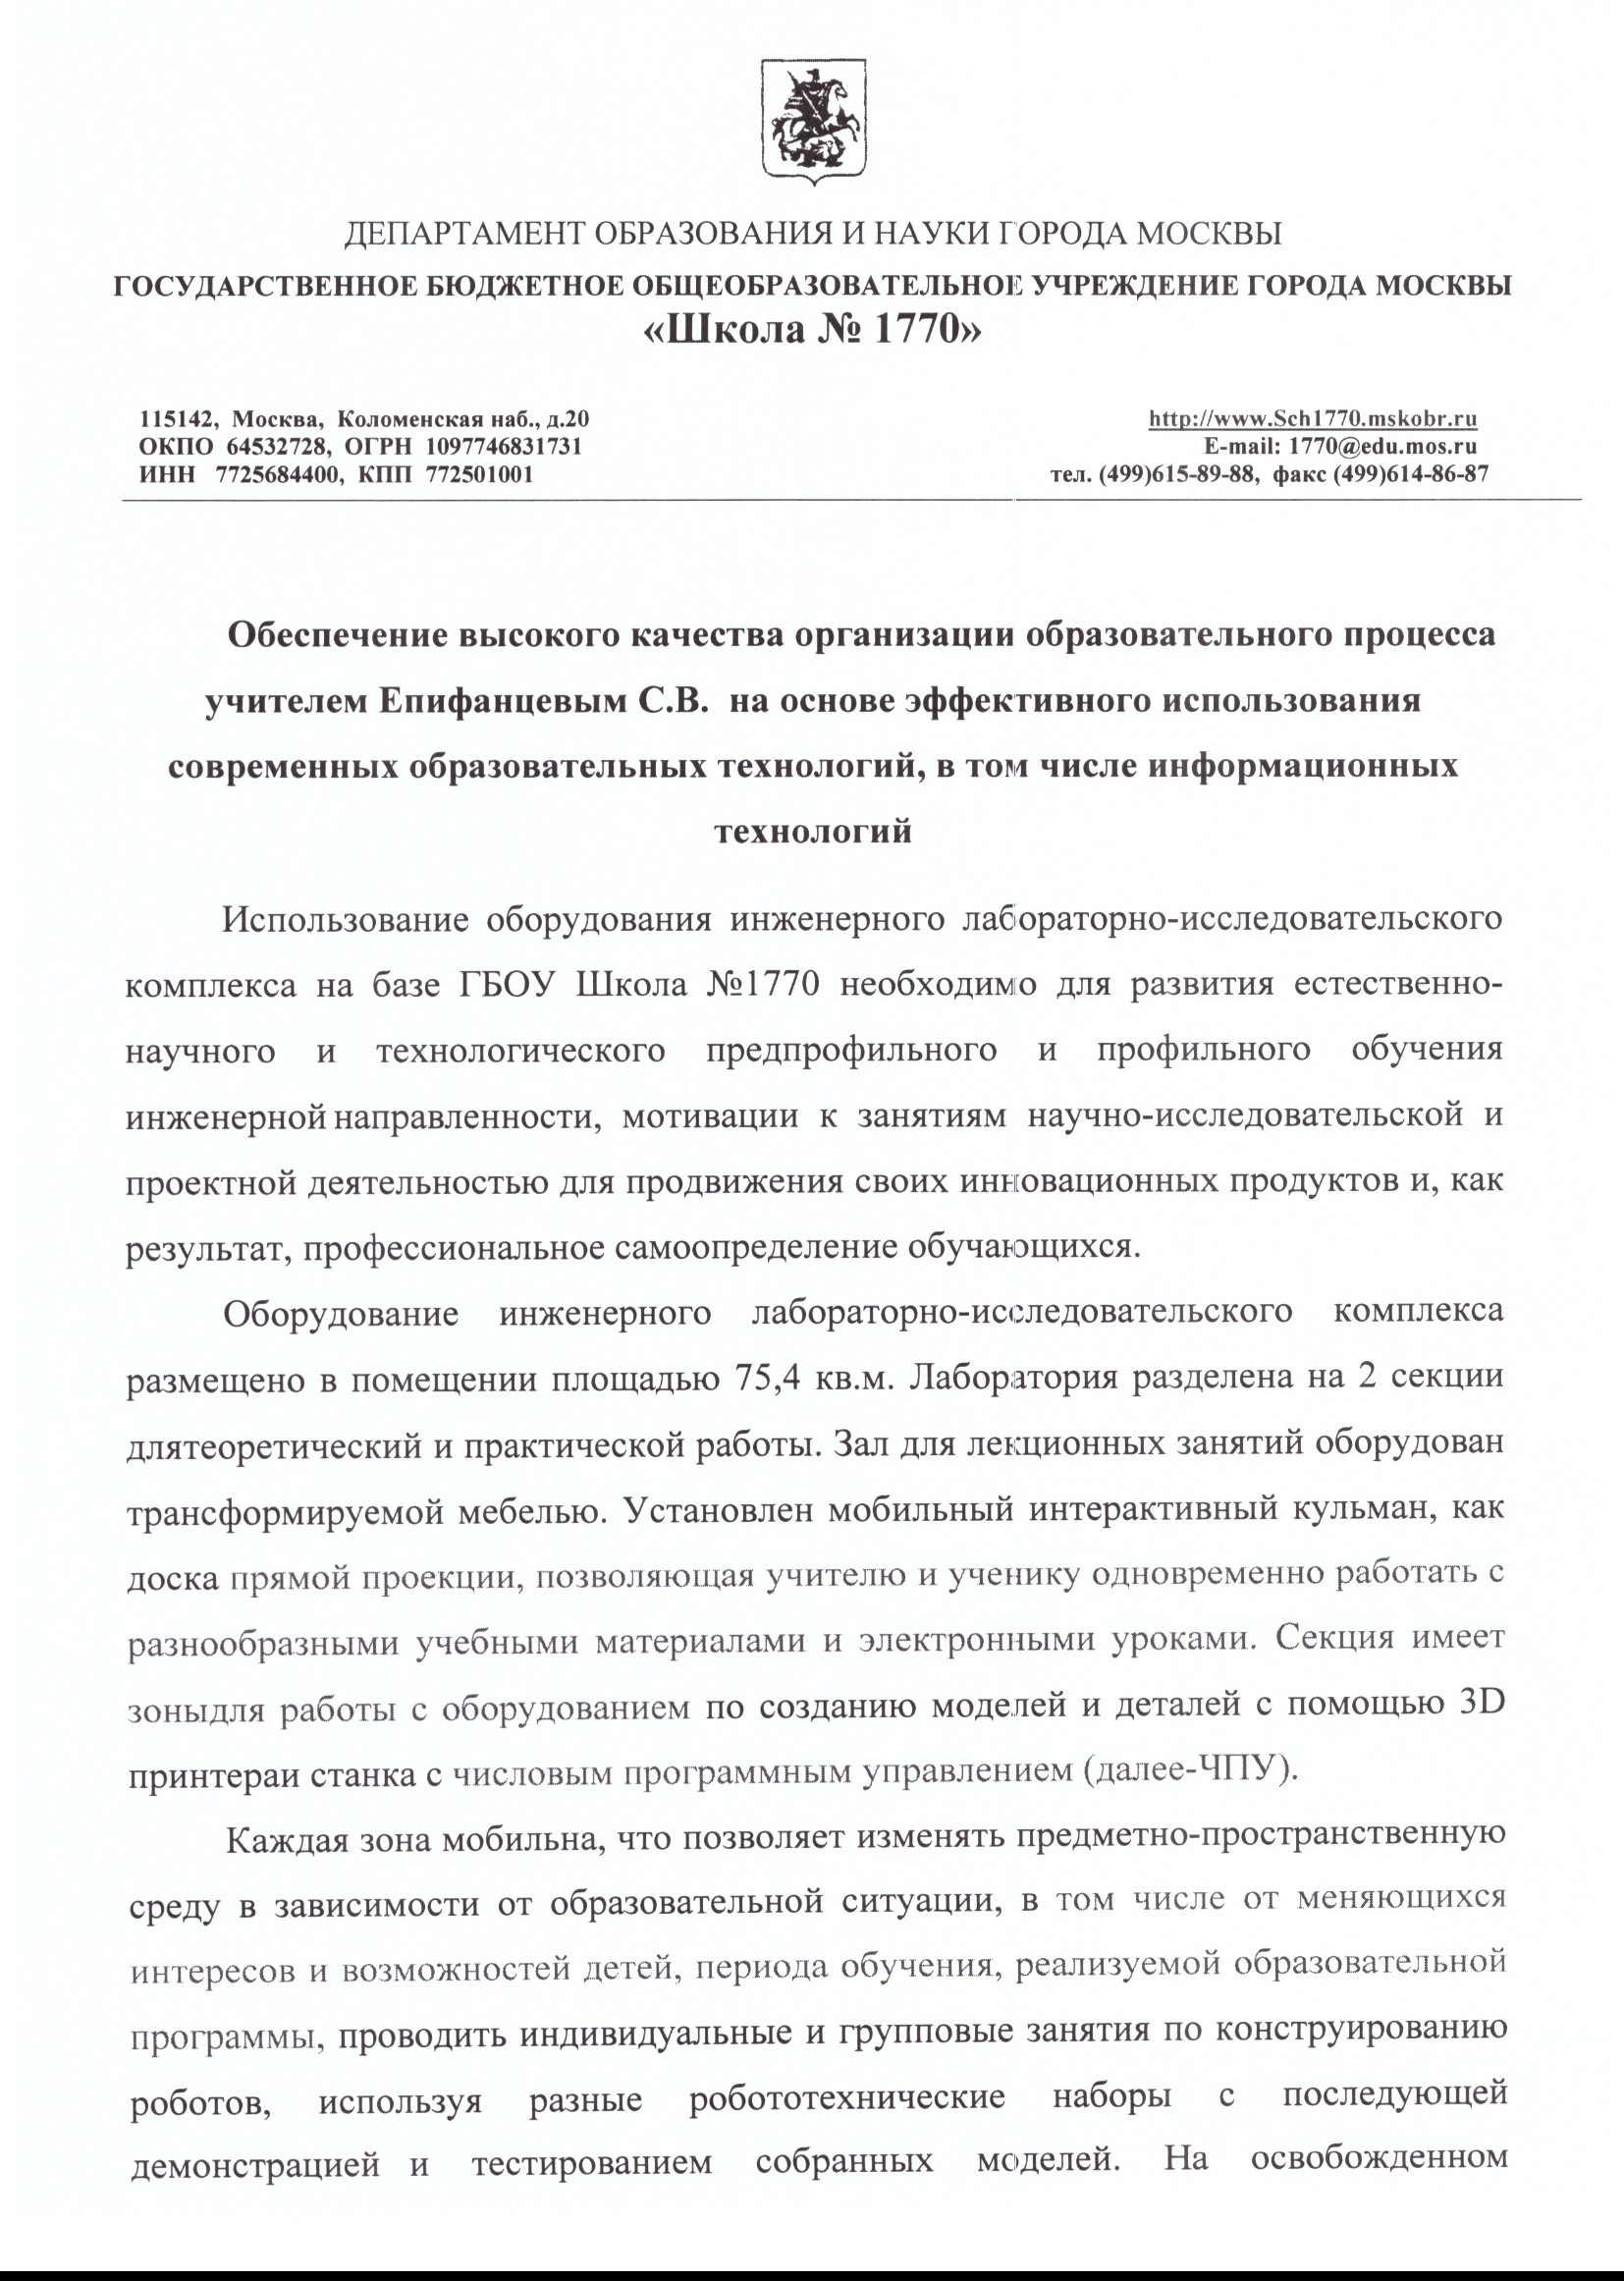 ДЕПАРТАМЕНТ ОБРАЗОВАНИЯ И НАУКИ ГОРОДА МОСКВЫ
ГОСУДАРСТВЕННОЕ БЮДЖЕТНОЕ ОБЩЕОБРАЗОВАТЕЛЬНОЕ УЧРЕЖДЕНИЕ ГОРОДА МОСКВЫ
«Школа № 1770»
115142, Москва, Коломенская наб., д.20
ОКПО 64532728, ОГРН 1097746831731
ИНН 7725684400, КПП 772501001
http://www.Sch1770.mskobr.ru
E-mail: 1770@edu.mos.ru
тел. (499)615-89-88, факс (499)614-86-87
Обеспечение высокого качества организации образовательного процесса
учителем Епифанцевым С.В. на основе эффективного использования
современных образовательных технологий, в том числе информационных
технологий
Использование оборудования инженерного лабораторно-исследовательского
комплекса на базе ГБОУ Школа №1770 необходимо для развития естественно-
научного и технологического предпрофильного и профильного обучения
инженерной направленности, мотивации к занятиям научно-исследовательской и
проектной деятельностью для продвижения своих инновационных продуктов и, как
результат, профессиональное самоопределение обучающихся.
Оборудование инженерного лабораторно-исследовательского комплекса
размещено в помещении площадью 75,4 кв.м. Лаборатория разделена на 2 секции
длятеоретический и практической работы. Зал для лекционных занятий оборудован
трансформируемой мебелью. Установлен мобильный интерактивный кульман, как
доска прямой проекции, позволяющая учителю и ученику одновременно работать с
разнообразными учебными материалами и электронными уроками. Секция имеет
зоныдля работы с оборудованием по созданию моделей и деталей с помощью 3D
принтераи станка с числовым программным управлением (далее-ЧПУ).
Каждая зона мобильна, что позволяет изменять предметно-пространственную
среду в зависимости от образовательной ситуации, в том числе от меняющихся
интересов и возможностей детей, периода обучения, реализуемой образовательной
программы, проводить индивидуальные и групповые занятия по конструированию
роботов, используя разные робототехнические наборы с последующей
демонстрацией и тестированием собранных моделей. На освобожденном